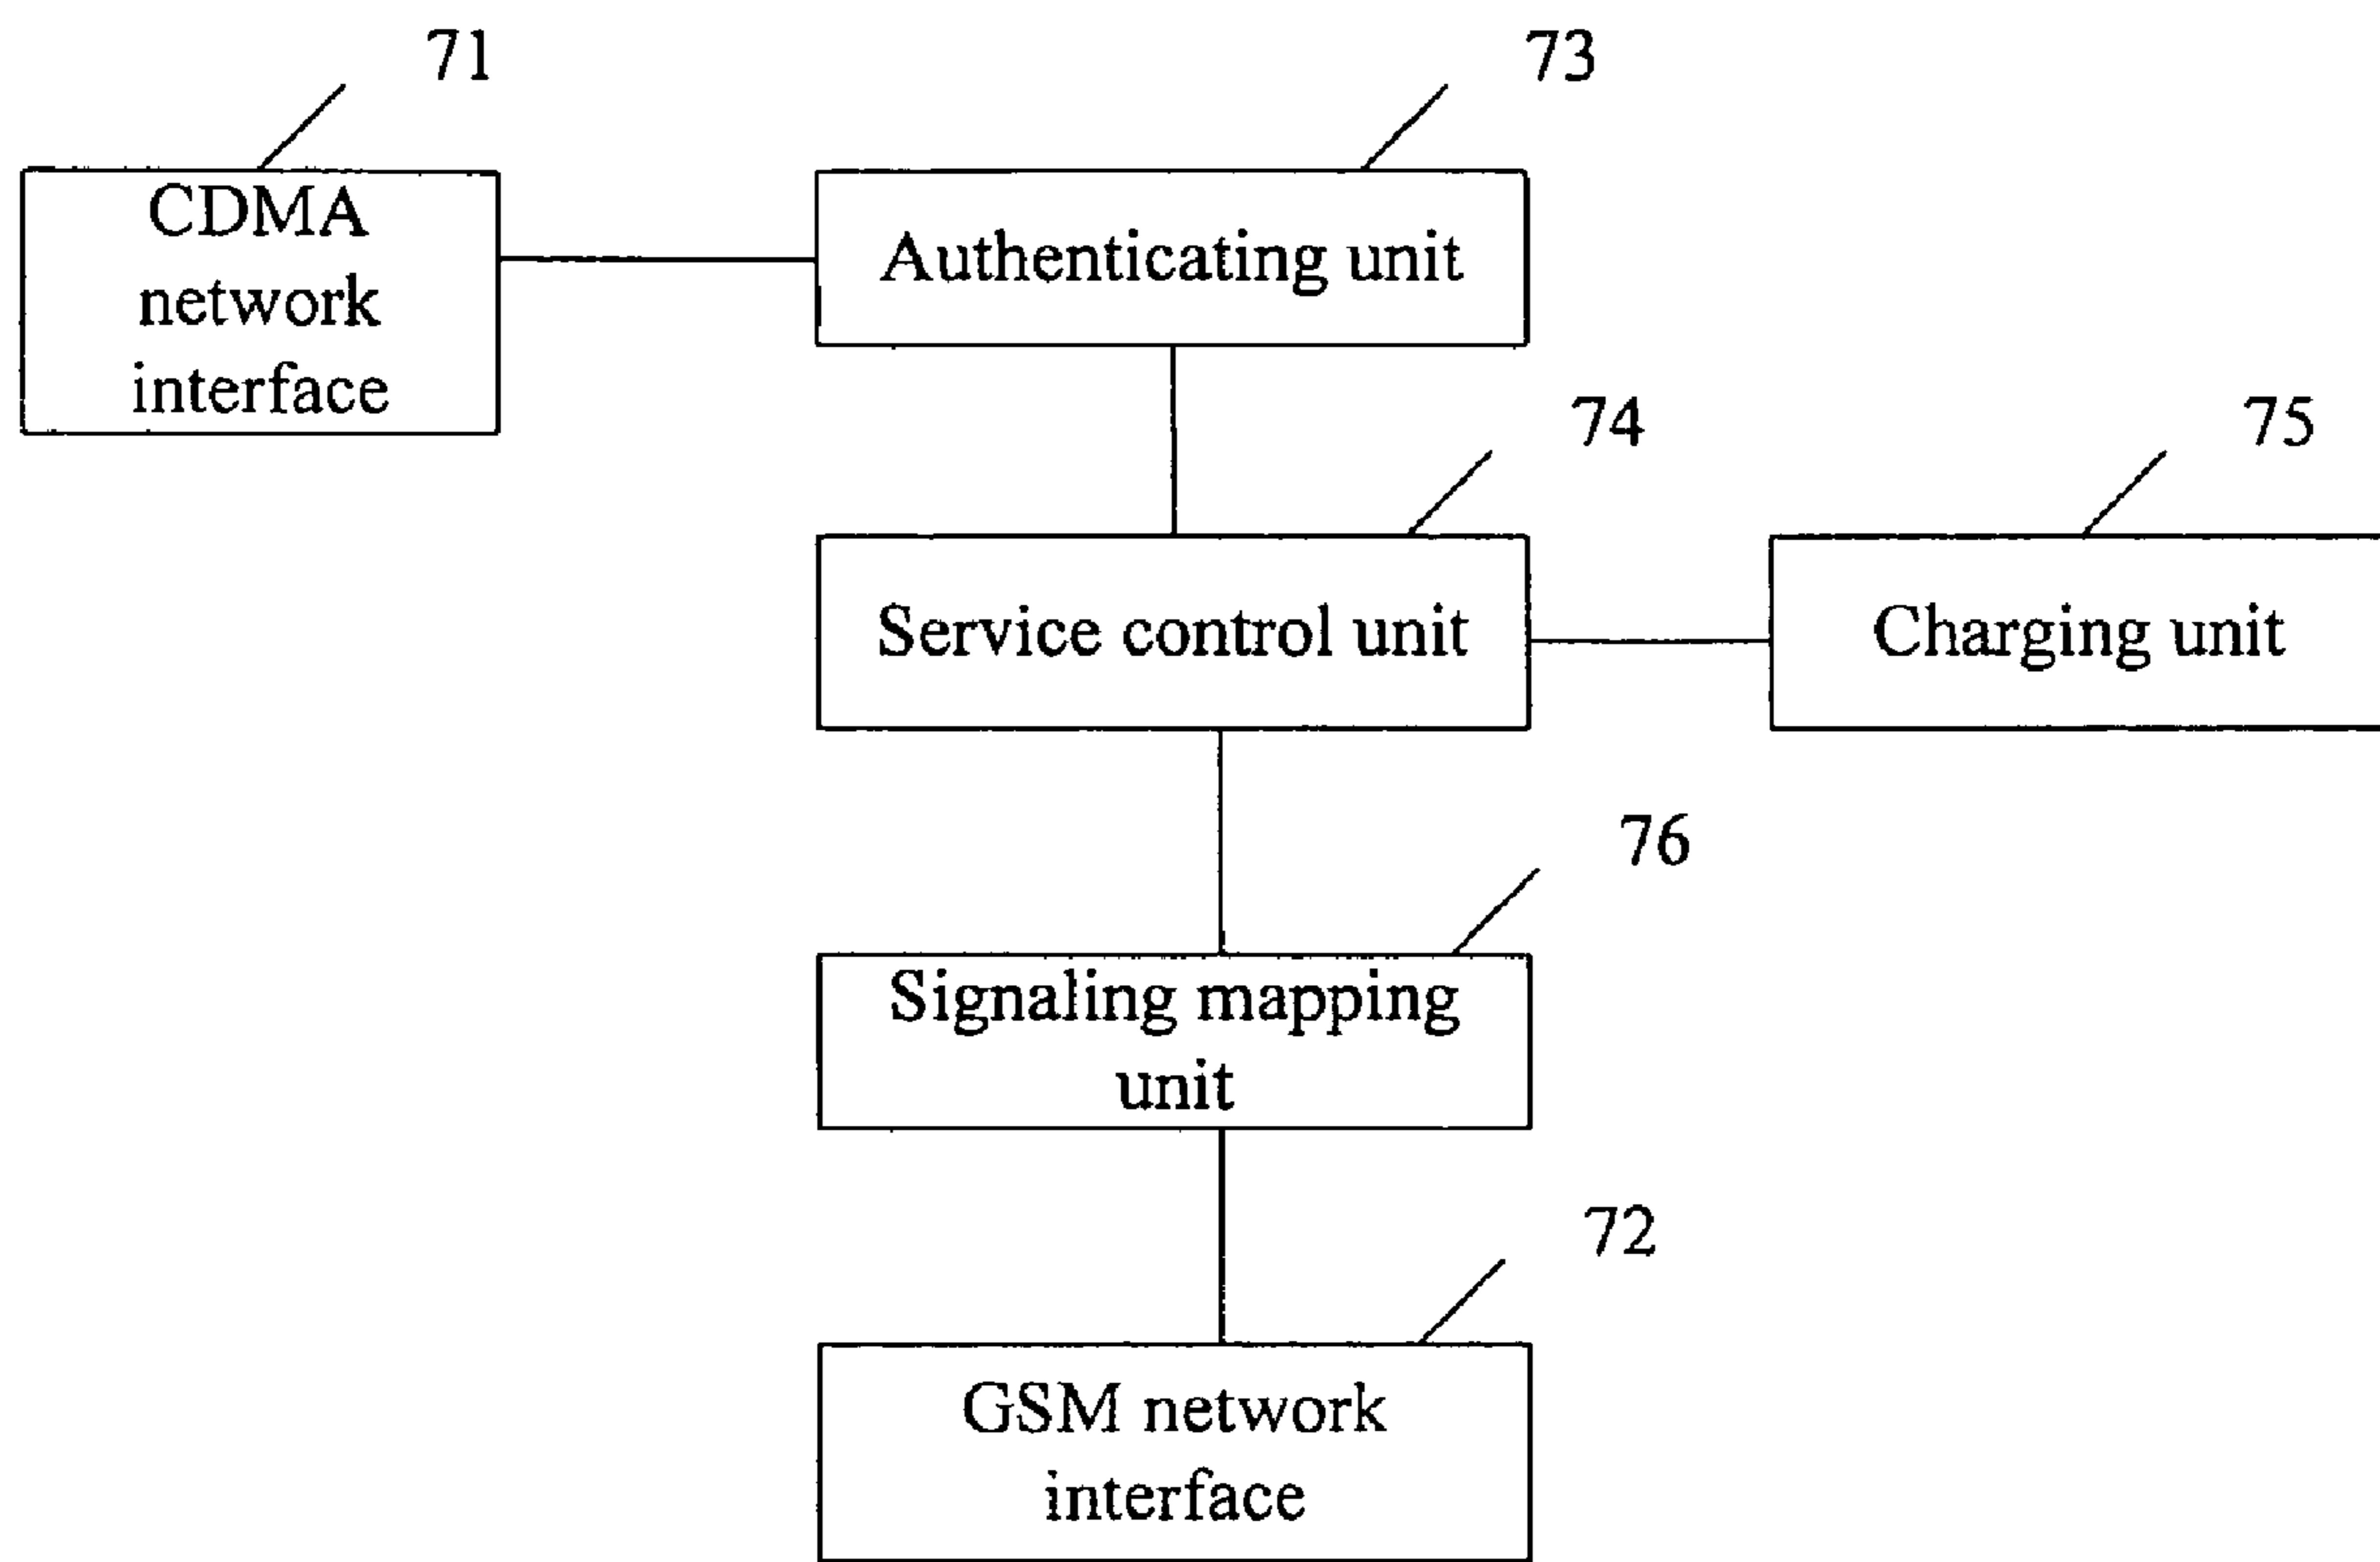 71
73
CDMA
network
interface
Authenticating unit
74
75
Service control unit
Charging unit
76
Signaling mapping
unit
72
GSM network
interface